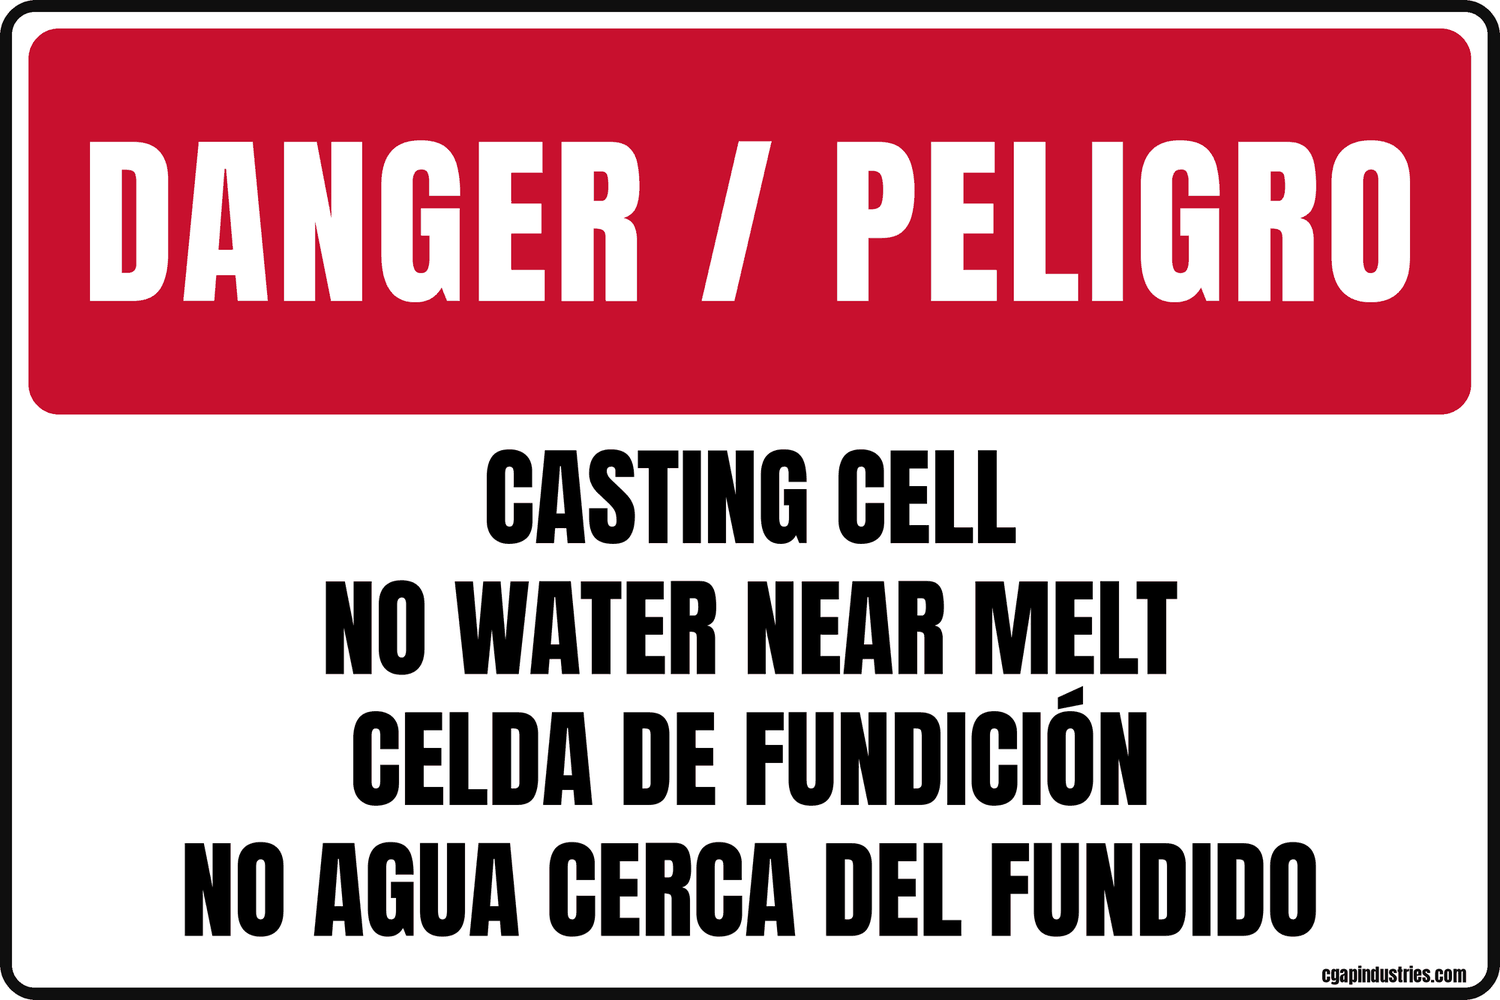 DANGER / PELIGRO
CASTING CELL
NO WATER NEAR MELT
CELDA DE FUNDICIÓN
NO AGUA CERCA DEL FUNDIDO
cgapindustries.com